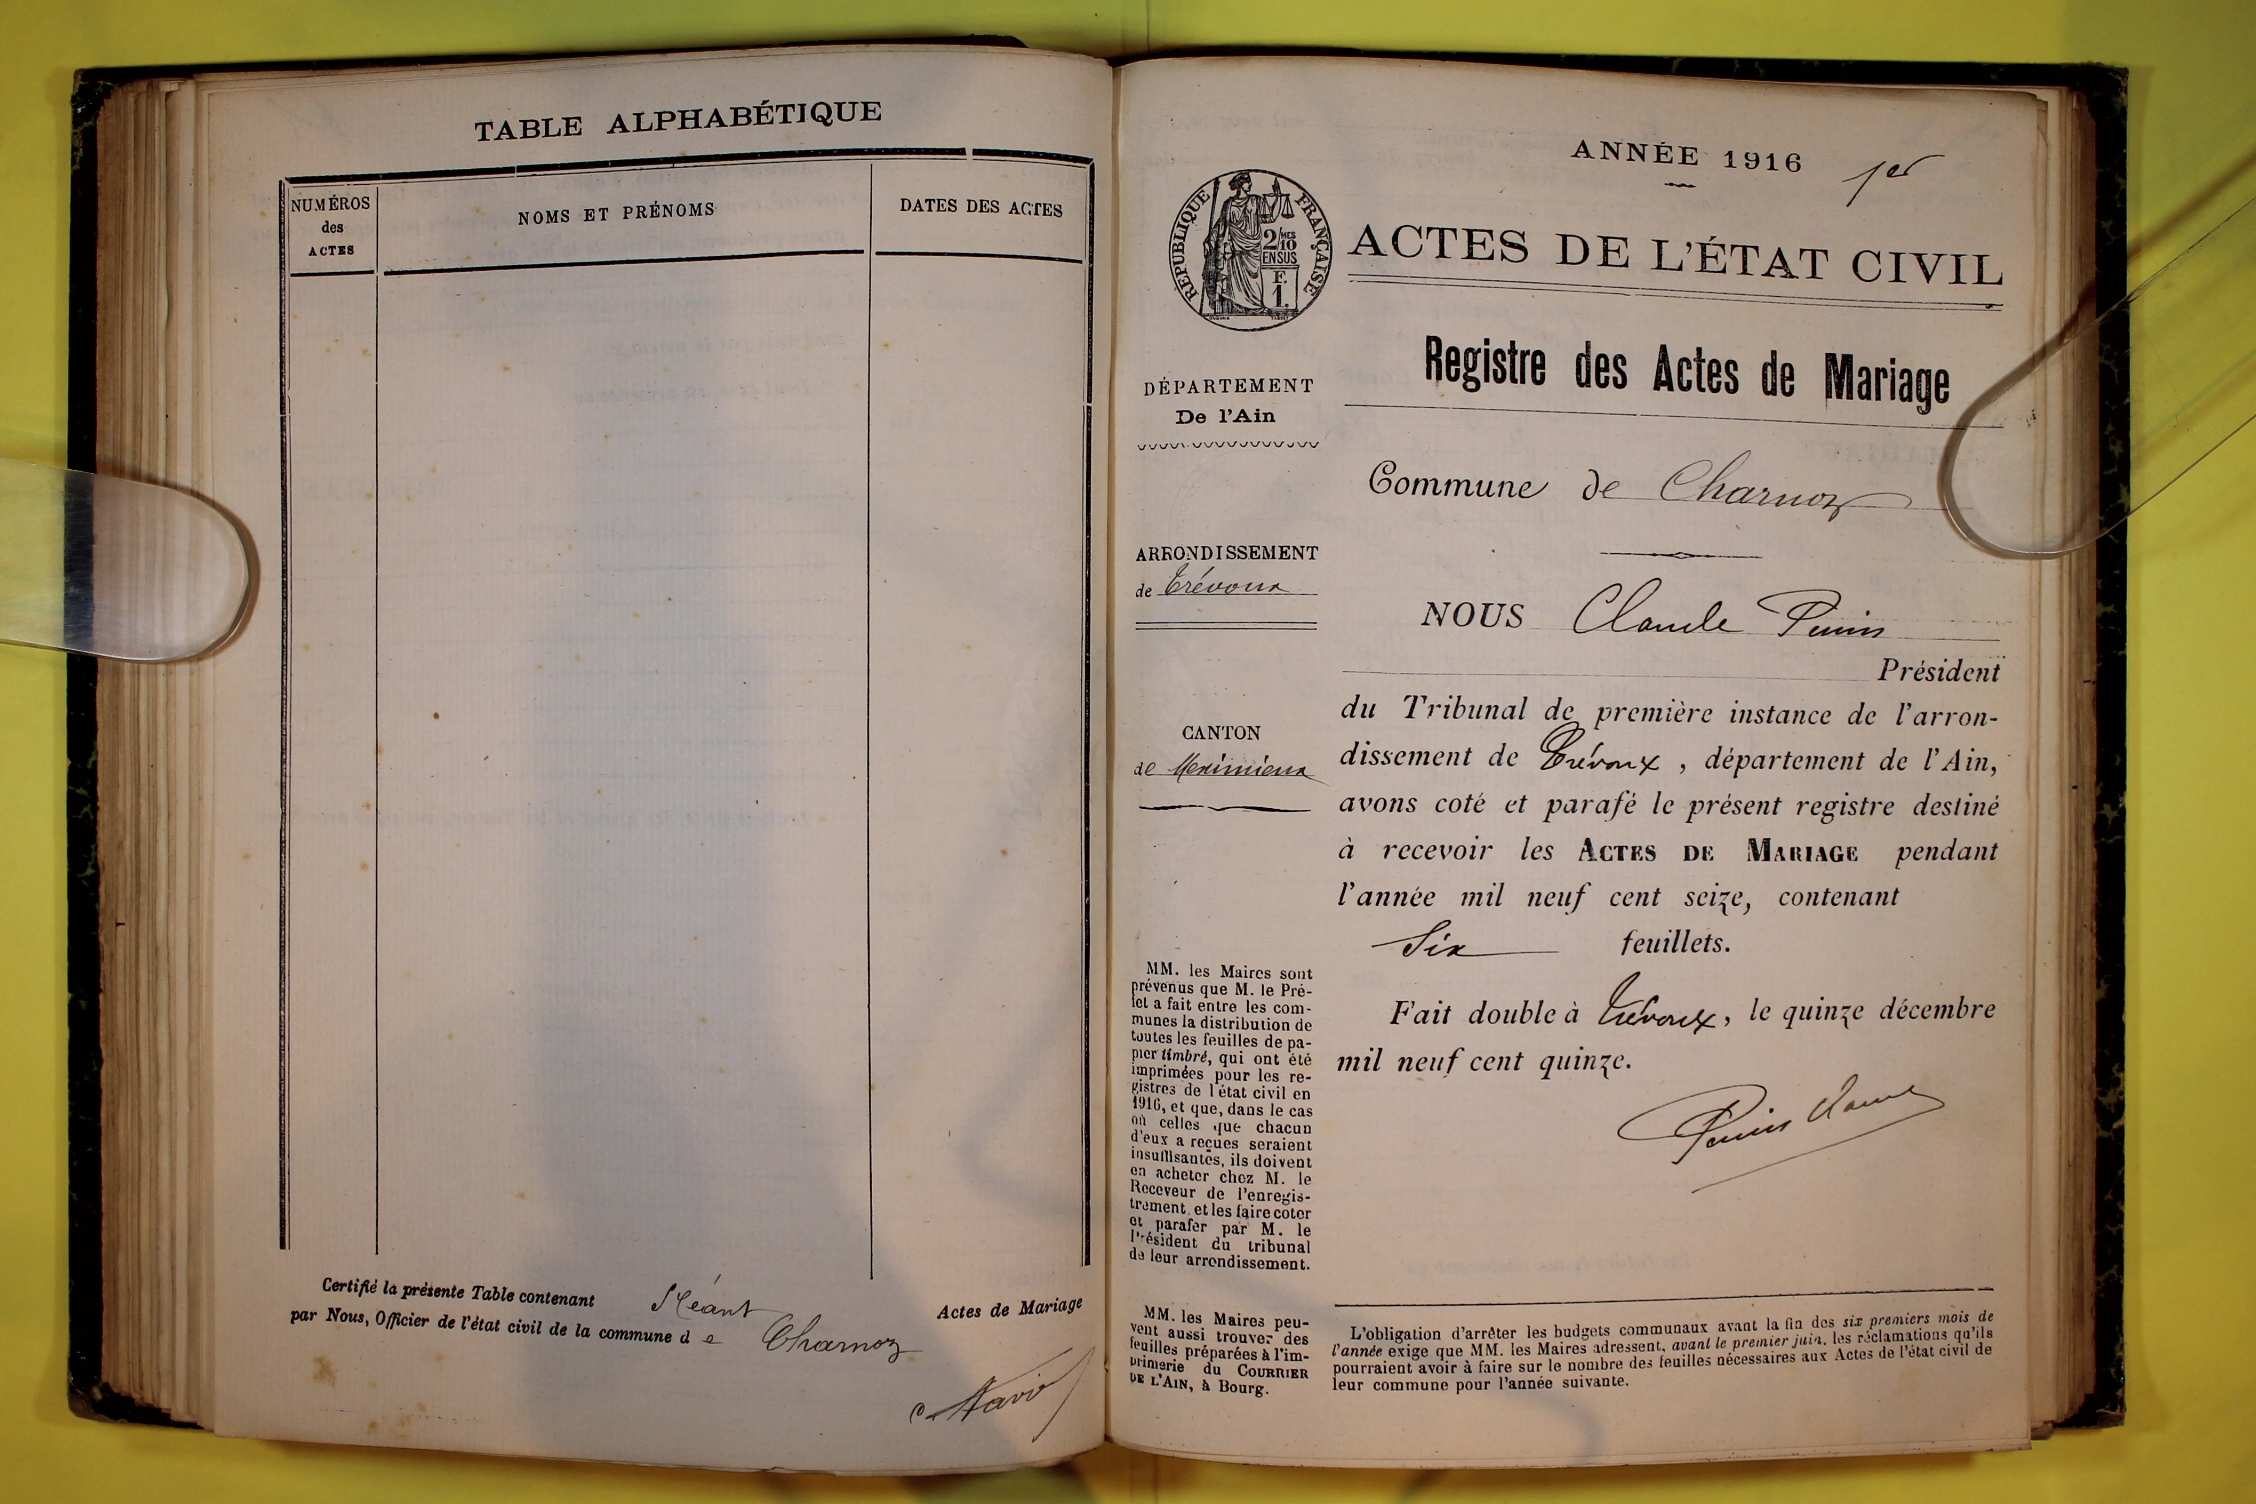 TABLE ALPHABÉTIQUE
NUMÉROS
des
ACTES
NOMS ET PRÉNOMS
DATES DES ACTES
Certifié la présente Table contenant Néant Actes de Mariage
par Nous, Officier de l'état civil de la commune d e Charnoz
ANNÉE 1916 1er
RÉPUBLIQUE FRANÇAISE
2/MES
10
EN SUS
F.
1.
ACTES DE L'ÉTAT CIVIL
Registre des Actes de Mariage
DÉPARTEMENT
De l'Ain
Commune de Charnoz
ARRONDISSEMENT
de Trévoux
NOUS Claude
Président
du Tribunal de première instance de l'arron-
dissement de Trévoux, département de l'Ain,
avons coté et parafé le présent registre destiné
à recevoir les ACTES DE MARIAGE pendant
l'année mil neuf cent seize, contenant
Six feuillets.
Fait double à Trévoux, le quinze décembre
mil neuf cent quinze.
CANTON
de Meximieux
MM. les Maires sont
prévenus que M. le Pré-
fet a fait entre les com-
munes la distribution de
toutes les feuilles de pa-
pier timbré, qui ont été
imprimées pour les re-
gistres de l'état civil en
1916, et que, dans le cas
où celles que chacun
d'eux a reçues seraient
insuffisantes, ils doivent
en acheter chez M. le
Receveur de l'enregis-
trement et les faire coter
et parafer par M. le
Président du tribunal
de leur arrondissement.
MM. les Maires peu-
vent aussi trouver des
feuilles préparées à l'im-
primerie du COURRIER
DE L'AIN, à Bourg.
L'obligation d'arrêter les budgets communaux avant la fin des six premiers mois de
l'année exige que MM. les Maires adressent, avant le premier juin, les réclamations qu'ils
pourraient avoir à faire sur le nombre des feuilles nécessaires aux Actes de l'état civil de
leur commune pour l'année suivante.